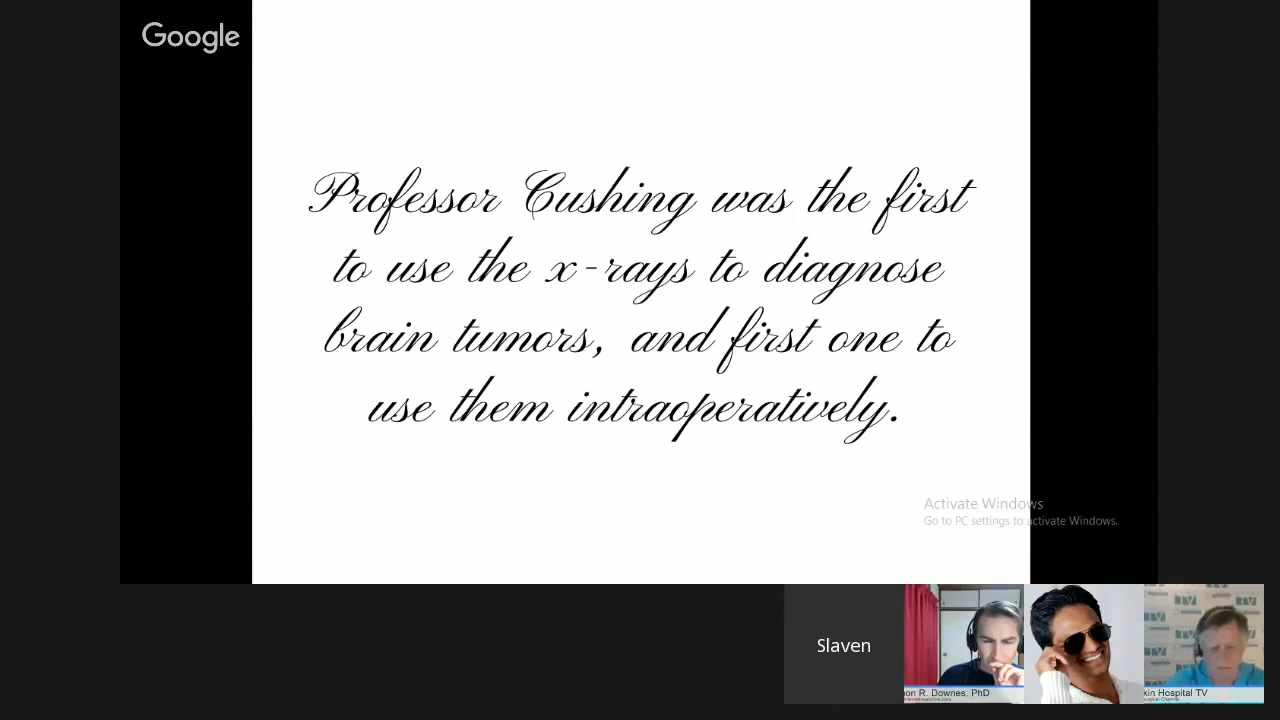 Google
Professor Cushing was the first
to use the x-rays to diagnose
brain tumors, and first one to
use them intraoperatively.
Activate Windows
Go to PC settings to activate Windows.
Slaven
on R. Downes, PhD
kin Hospital TV